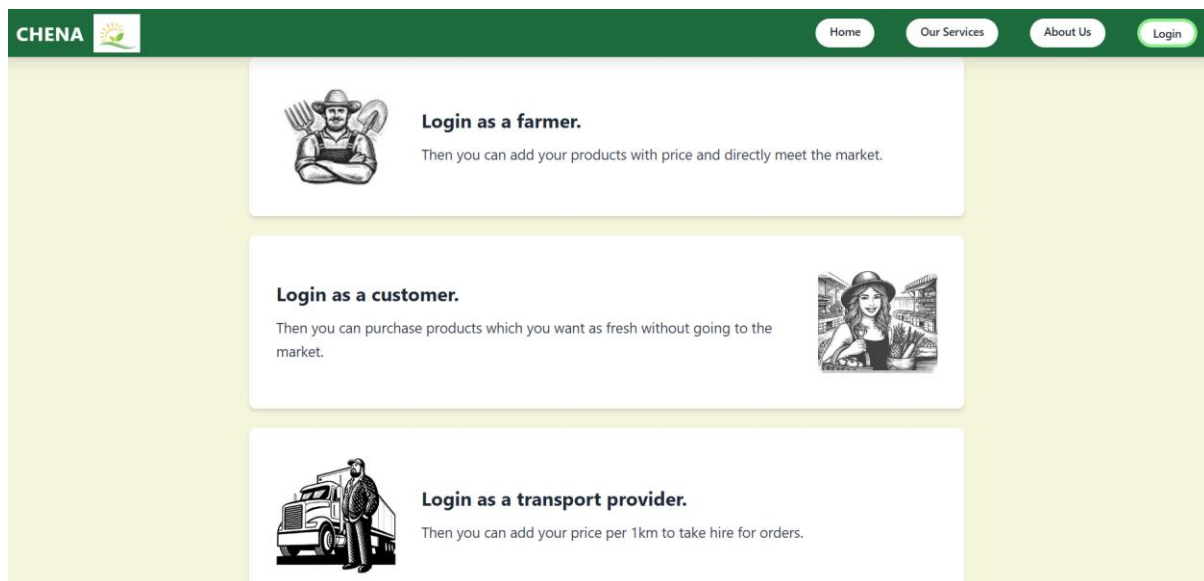 CHENA
Home
Our Services
About Us
Login
Login as a farmer.
Then you can add your products with price and directly meet the market.
Login as a customer.
Then you can purchase products which you want as fresh without going to the
market.
Login as a transport provider.
Then you can add your price per 1km to take hire for orders.